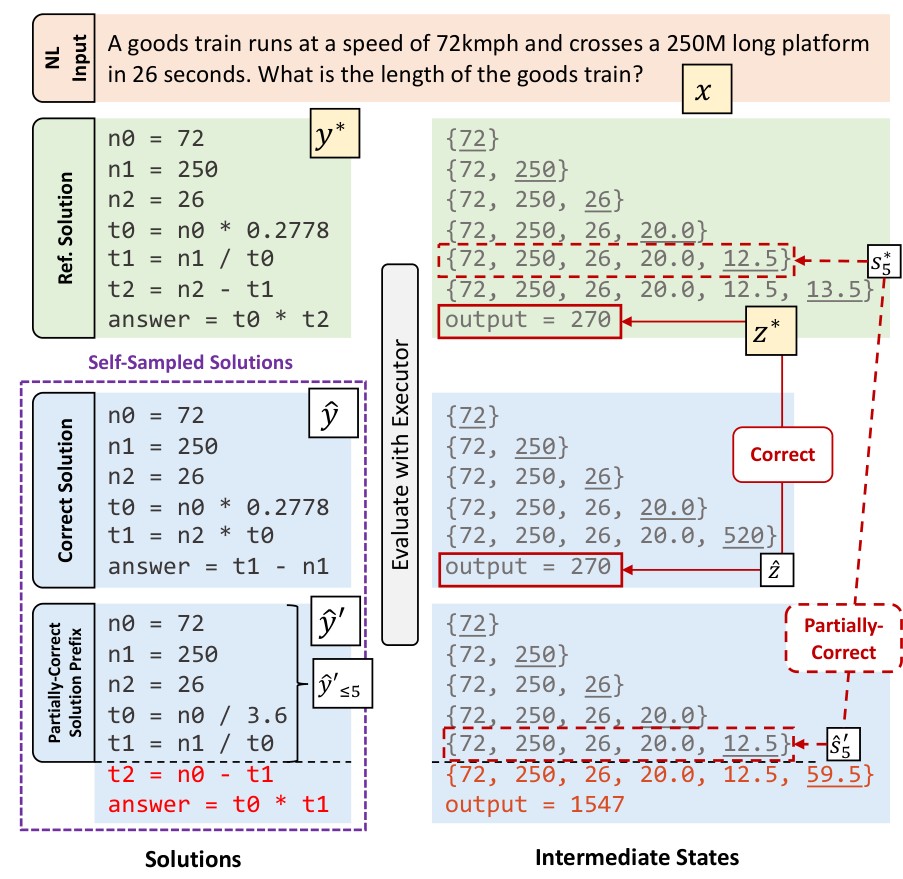 NL Input
A goods train runs at a speed of 72kmph and crosses a 250M long platform
in 26 seconds. What is the length of the goods train?
x
Ref. Solution
y*
n0 = 72
n1 = 250
n2 = 26
t0 = n0 * 0.2778
t1 = n1 / t0
t2 = n2 - t1
answer = t0 * t2
{72}
{72, 250}
{72, 250, 26}
{72, 250, 26, 20.0}
{72, 250, 26, 20.0, 12.5}
{72, 250, 26, 20.0, 12.5, 13.5}
output = 270
s₅*
z*
Evaluate with Executor
Self-Sampled Solutions
Correct Solution
ŷ
n0 = 72
n1 = 250
n2 = 26
t0 = n0 * 0.2778
t1 = n2 * t0
answer = t1 - n1
{72}
{72, 250}
{72, 250, 26}
{72, 250, 26, 20.0}
{72, 250, 26, 20.0, 520}
output = 270
Correct
ẑ
Partially-Correct
Solution Prefix
ŷ′
ŷ′≤5
n0 = 72
n1 = 250
n2 = 26
t0 = n0 / 3.6
t1 = n1 / t0
t2 = n0 - t1
answer = t0 * t1
{72}
{72, 250}
{72, 250, 26}
{72, 250, 26, 20.0}
{72, 250, 26, 20.0, 12.5}
{72, 250, 26, 20.0, 12.5, 59.5}
output = 1547
Partially-
Correct
ŝ′₅
Solutions
Intermediate States